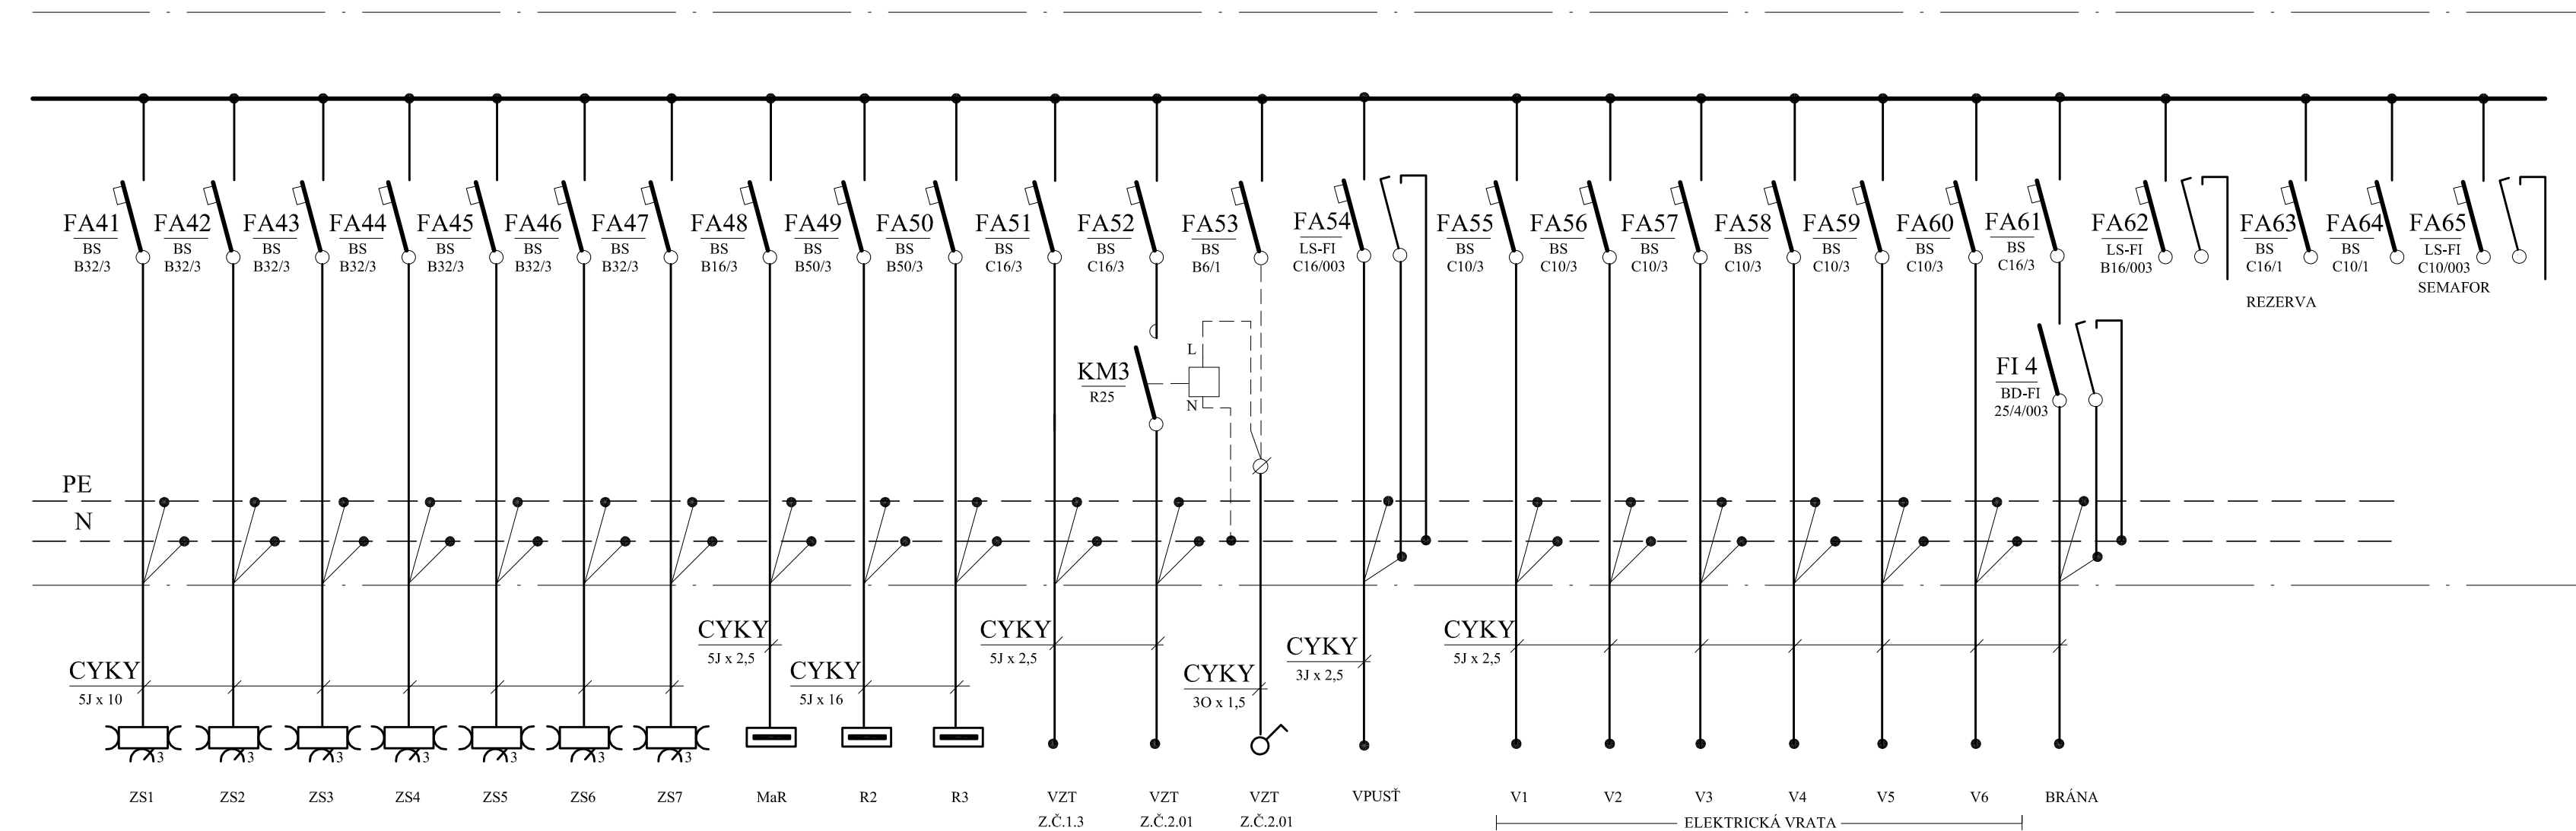 FA41
BS
B32/3
FA42
BS
B32/3
FA43
BS
B32/3
FA44
BS
B32/3
FA45
BS
B32/3
FA46
BS
B32/3
FA47
BS
B32/3
FA48
BS
B16/3
FA49
BS
B50/3
FA50
BS
B50/3
FA51
BS
C16/3
FA52
BS
C16/3
FA53
BS
B6/1
FA54
LS-FI
C16/003
FA55
BS
C10/3
FA56
BS
C10/3
FA57
BS
C10/3
FA58
BS
C10/3
FA59
BS
C10/3
FA60
BS
C10/3
FA61
BS
C16/3
FA62
LS-FI
B16/003
FA63
BS
C16/1
FA64
BS
C10/1
FA65
LS-FI
C10/003
SEMAFOR
REZERVA
KM3
R25
L
N
FI 4
BD-FI
25/4/003
PE
N
CYKY
5J x 10
CYKY
5J x 2,5
CYKY
5J x 16
CYKY
5J x 2,5
CYKY
3O x 1,5
CYKY
3J x 2,5
CYKY
5J x 2,5
3
3
3
3
3
3
3
ZS1
ZS2
ZS3
ZS4
ZS5
ZS6
ZS7
MaR
R2
R3
VZT
Z.Č.1.3
VZT
Z.Č.2.01
VZT
Z.Č.2.01
VPUSŤ
V1
V2
V3
V4
V5
V6
BRÁNA
ELEKTRICKÁ VRATA